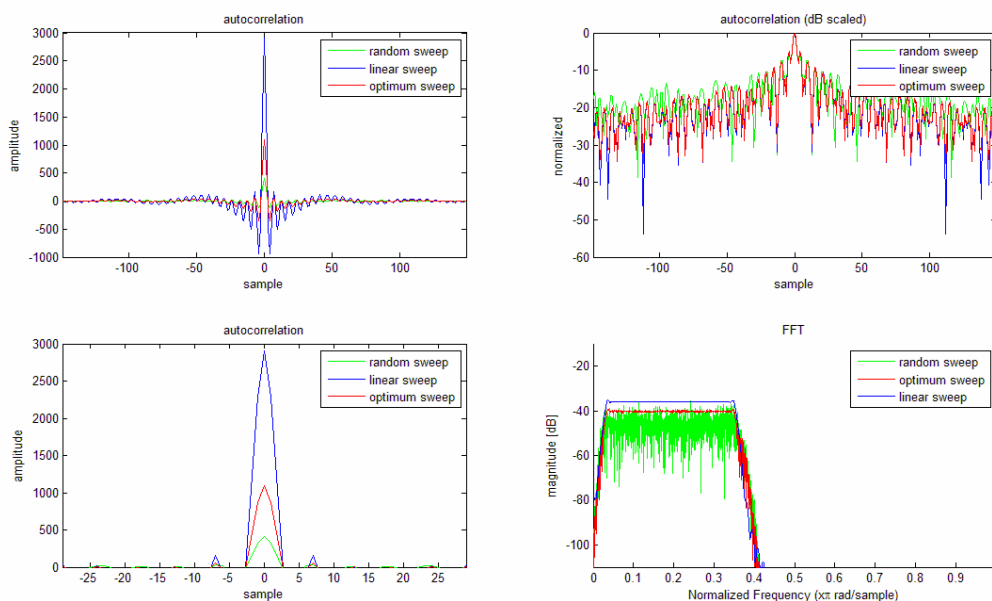 autocorrelation
3000
2500
2000
1500
1000
500
0
-500
-1000
amplitude
-100 -50 0 50 100
sample
random sweep
linear sweep
optimum sweep
autocorrelation (dB scaled)
0
-10
-20
-30
-40
-50
-60
normalized
-100 -50 0 50 100
sample
random sweep
linear sweep
optimum sweep
autocorrelation
3000
2500
2000
1500
1000
500
0
amplitude
-25 -20 -15 -10 -5 0 5 10 15 20 25
sample
random sweep
linear sweep
optimum sweep
FFT
-20
-40
-60
-80
-100
magnitude [dB]
0 0.1 0.2 0.3 0.4 0.5 0.6 0.7 0.8 0.9
Normalized Frequency (xπ rad/sample)
random sweep
optimum sweep
linear sweep